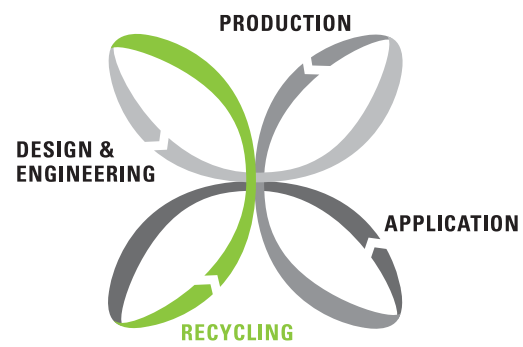 PRODUCTION
DESIGN &
ENGINEERING
APPLICATION
RECYCLING